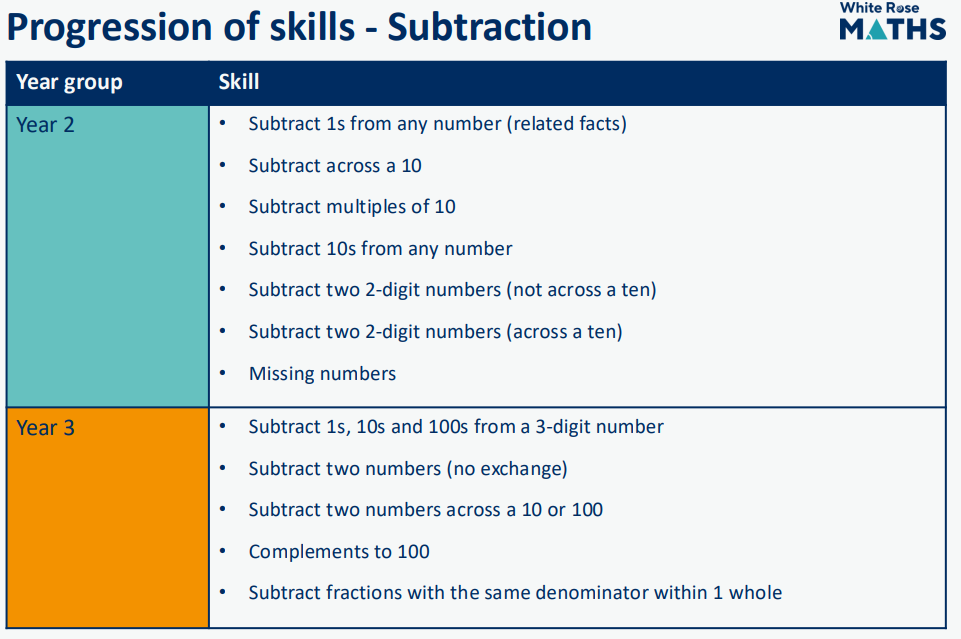 Progression of skills - Subtraction
White Rose
MATHS
Year group
Skill
Year 2
• Subtract 1s from any number (related facts)
• Subtract across a 10
• Subtract multiples of 10
• Subtract 10s from any number
• Subtract two 2-digit numbers (not across a ten)
• Subtract two 2-digit numbers (across a ten)
• Missing numbers
Year 3
• Subtract 1s, 10s and 100s from a 3-digit number
• Subtract two numbers (no exchange)
• Subtract two numbers across a 10 or 100
• Complements to 100
• Subtract fractions with the same denominator within 1 whole